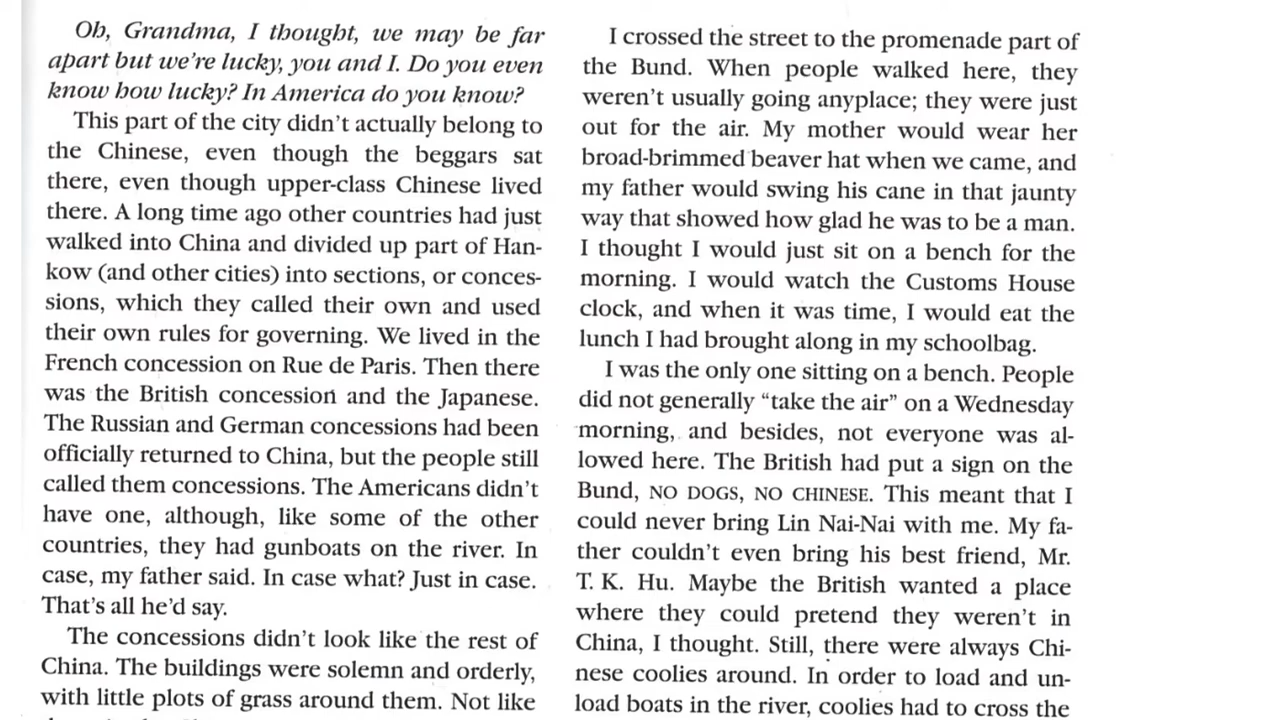 Oh, Grandma, I thought, we may be far
apart but we're lucky, you and I. Do you even
know how lucky? In America do you know?
This part of the city didn't actually belong to
the Chinese, even though the beggars sat
there, even though upper-class Chinese lived
there. A long time ago other countries had just
walked into China and divided up part of Han-
kow (and other cities) into sections, or conces-
sions, which they called their own and used
their own rules for governing. We lived in the
French concession on Rue de Paris. Then there
was the British concession and the Japanese.
The Russian and German concessions had been
officially returned to China, but the people still
called them concessions. The Americans didn't
have one, although, like some of the other
countries, they had gunboats on the river. In
case, my father said. In case what? Just in case.
That's all he'd say.
The concessions didn't look like the rest of
China. The buildings were solemn and orderly,
with little plots of grass around them. Not like
I crossed the street to the promenade part of
the Bund. When people walked here, they
weren't usually going anyplace; they were just
out for the air. My mother would wear her
broad-brimmed beaver hat when we came, and
my father would swing his cane in that jaunty
way that showed how glad he was to be a man.
I thought I would just sit on a bench for the
morning. I would watch the Customs House
clock, and when it was time, I would eat the
lunch I had brought along in my schoolbag.
I was the only one sitting on a bench. People
did not generally “take the air” on a Wednesday
morning, and besides, not everyone was al-
lowed here. The British had put a sign on the
Bund, NO DOGS, NO CHINESE. This meant that I
could never bring Lin Nai-Nai with me. My fa-
ther couldn't even bring his best friend, Mr.
T. K. Hu. Maybe the British wanted a place
where they could pretend they weren't in
China, I thought. Still, there were always Chi-
nese coolies around. In order to load and un-
load boats in the river, coolies had to cross the